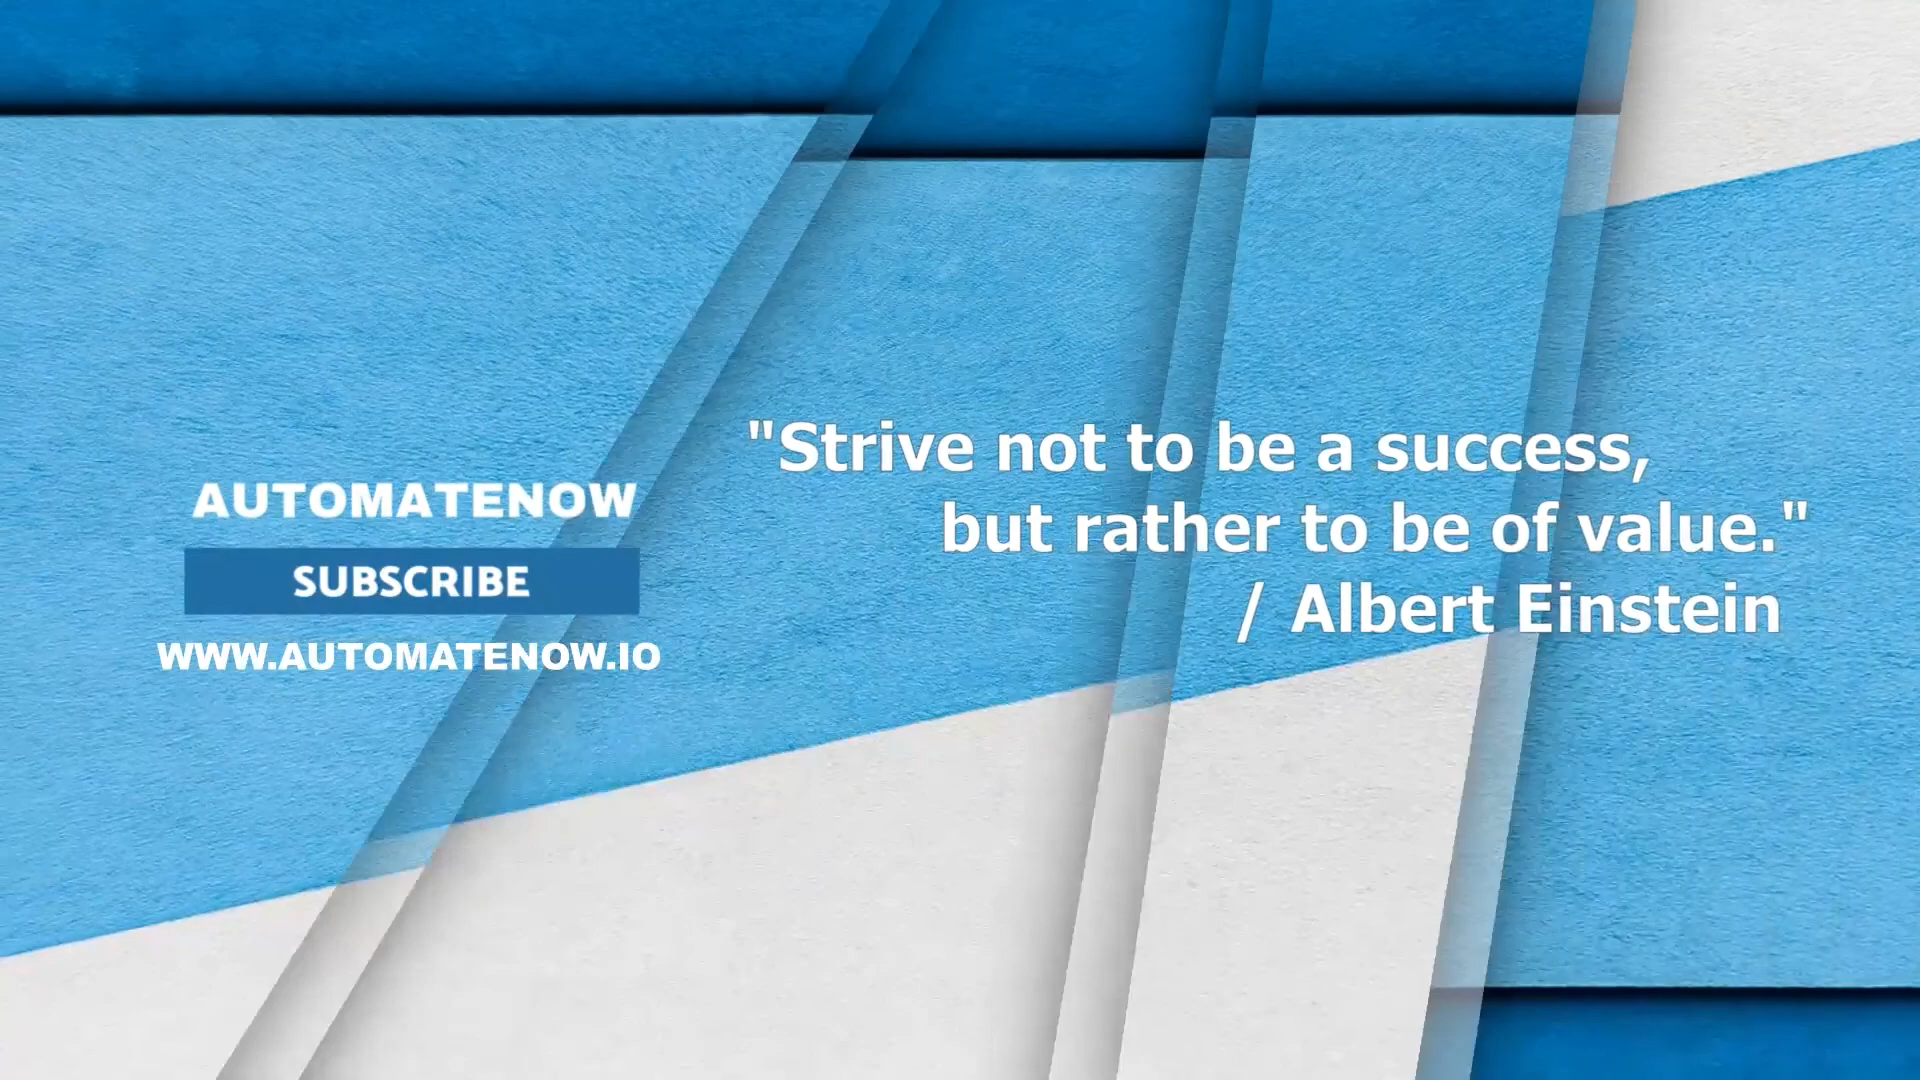 AUTOMATENOW
SUBSCRIBE
WWW.AUTOMATENOW.IO
"Strive not to be a success,
but rather to be of value."
/ Albert Einstein